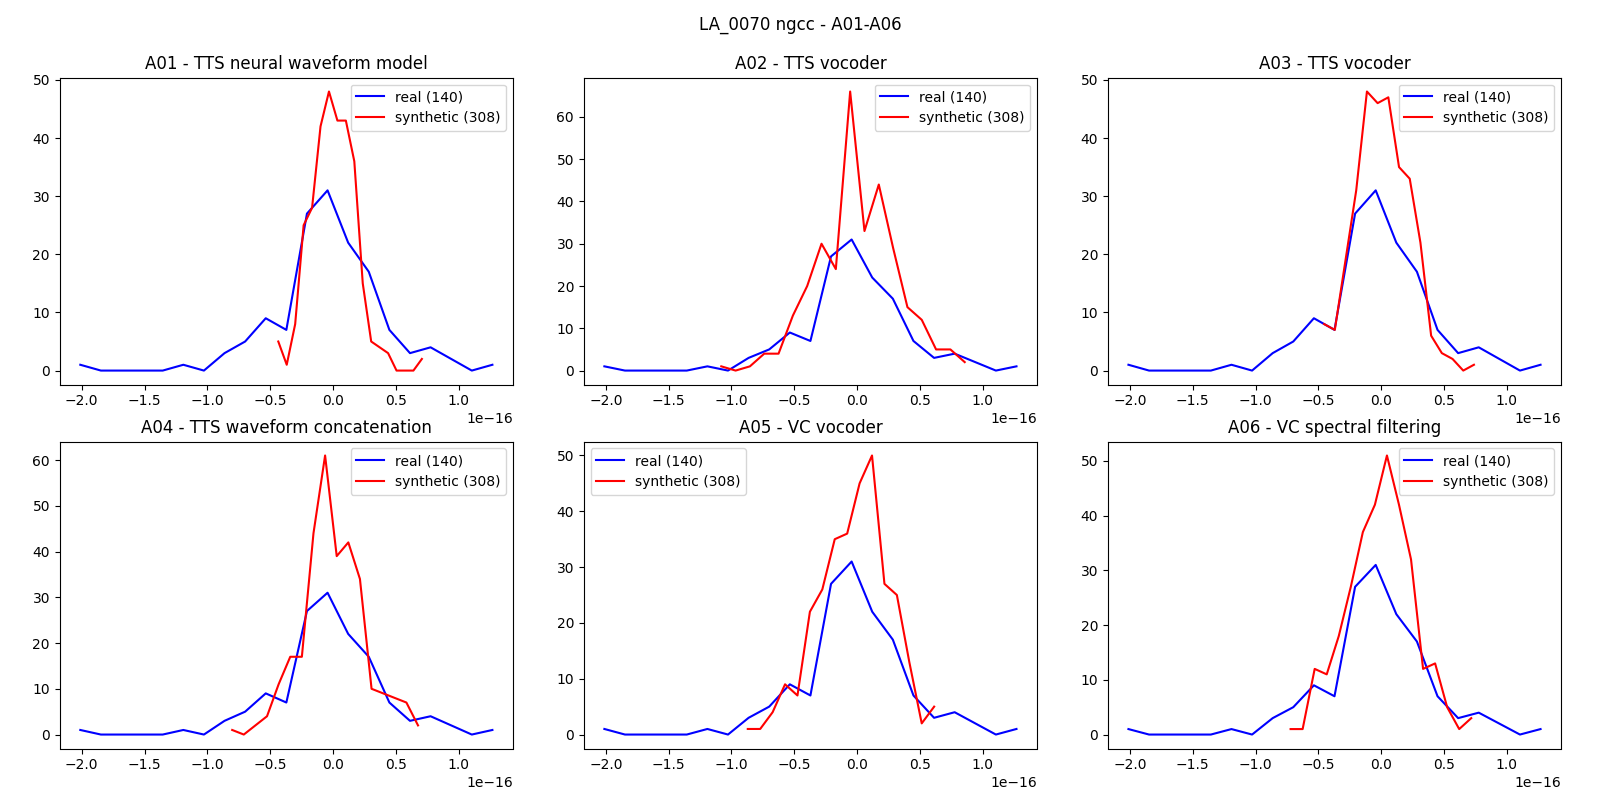 LA_0070 ngcc - A01-A06
A01 - TTS neural waveform model
50
40
30
20
10
0
real (140)
synthetic (308)
−2.0 −1.5 −1.0 −0.5 0.0 0.5 1.0
1e−16
A02 - TTS vocoder
60
50
40
30
20
10
0
real (140)
synthetic (308)
−2.0 −1.5 −1.0 −0.5 0.0 0.5 1.0
1e−16
A03 - TTS vocoder
50
40
30
20
10
0
real (140)
synthetic (308)
−2.0 −1.5 −1.0 −0.5 0.0 0.5 1.0
1e−16
A04 - TTS waveform concatenation
60
50
40
30
20
10
0
real (140)
synthetic (308)
−2.0 −1.5 −1.0 −0.5 0.0 0.5 1.0
1e−16
A05 - VC vocoder
50
40
30
20
10
0
real (140)
synthetic (308)
−2.0 −1.5 −1.0 −0.5 0.0 0.5 1.0
1e−16
A06 - VC spectral filtering
50
40
30
20
10
0
real (140)
synthetic (308)
−2.0 −1.5 −1.0 −0.5 0.0 0.5 1.0
1e−16